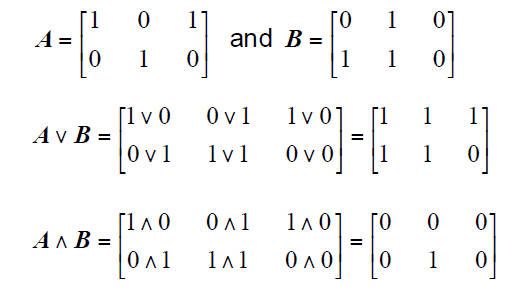 A = [1 0 1 and B = [0 1 0
0 1 0] 1 1 0]
A ∨ B = [1 ∨ 0 0 ∨ 1 1 ∨ 0 = [1 1 1
0 ∨ 1 1 ∨ 1 0 ∨ 0] 1 1 0]
A ∧ B = [1 ∧ 0 0 ∧ 1 1 ∧ 0 = [0 0 0
0 ∧ 1 1 ∧ 1 0 ∧ 0] 0 1 0]